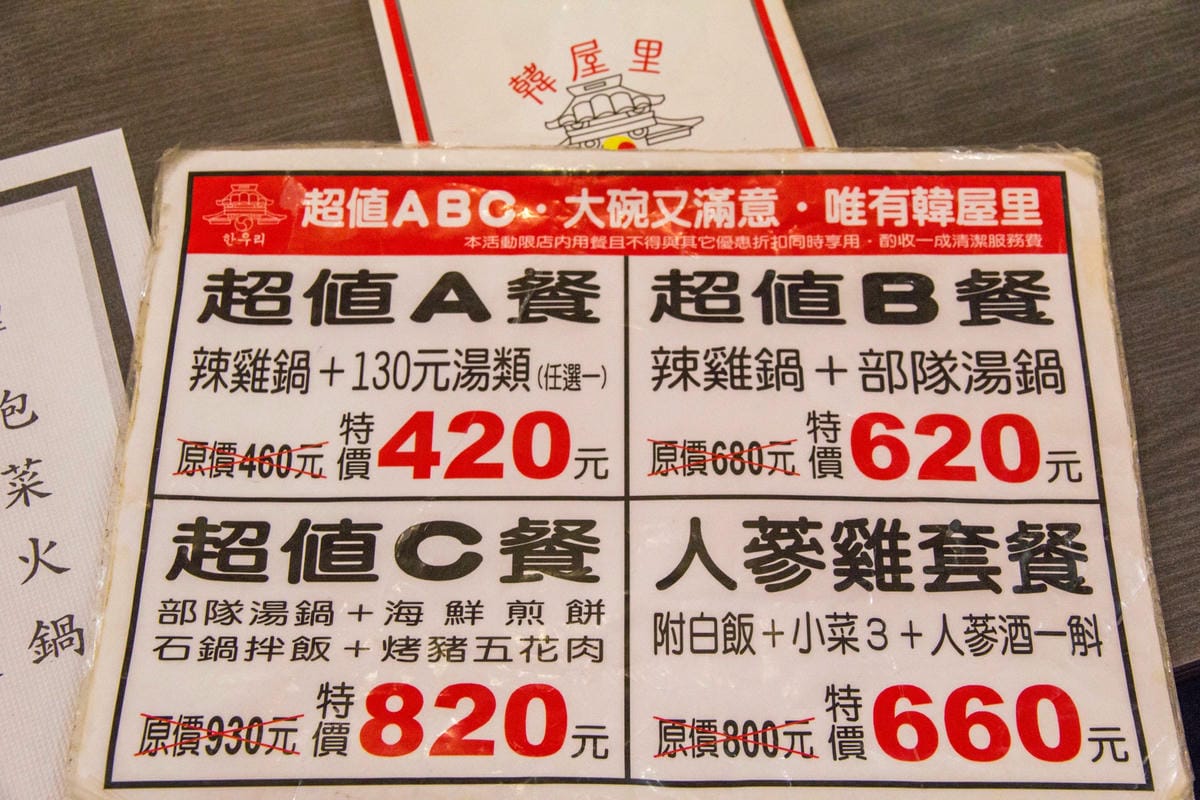 韓屋里
한우리
超值ABC・大碗又滿意・唯有韓屋里
本活動限店內用餐且不得與其它優惠折扣同時享用・酌收一成清潔服務費
超值A餐
辣雞鍋+130元湯類(任選一)
原價460元 特價420元
超值B餐
辣雞鍋+部隊湯鍋
原價680元 特價620元
超值C餐
部隊湯鍋+海鮮煎餅
石鍋拌飯+烤豬五花肉
原價930元 特價820元
人蔘雞套餐
附白飯+小菜3+人蔘酒一斛
原價800元 特價660元
泡菜火鍋